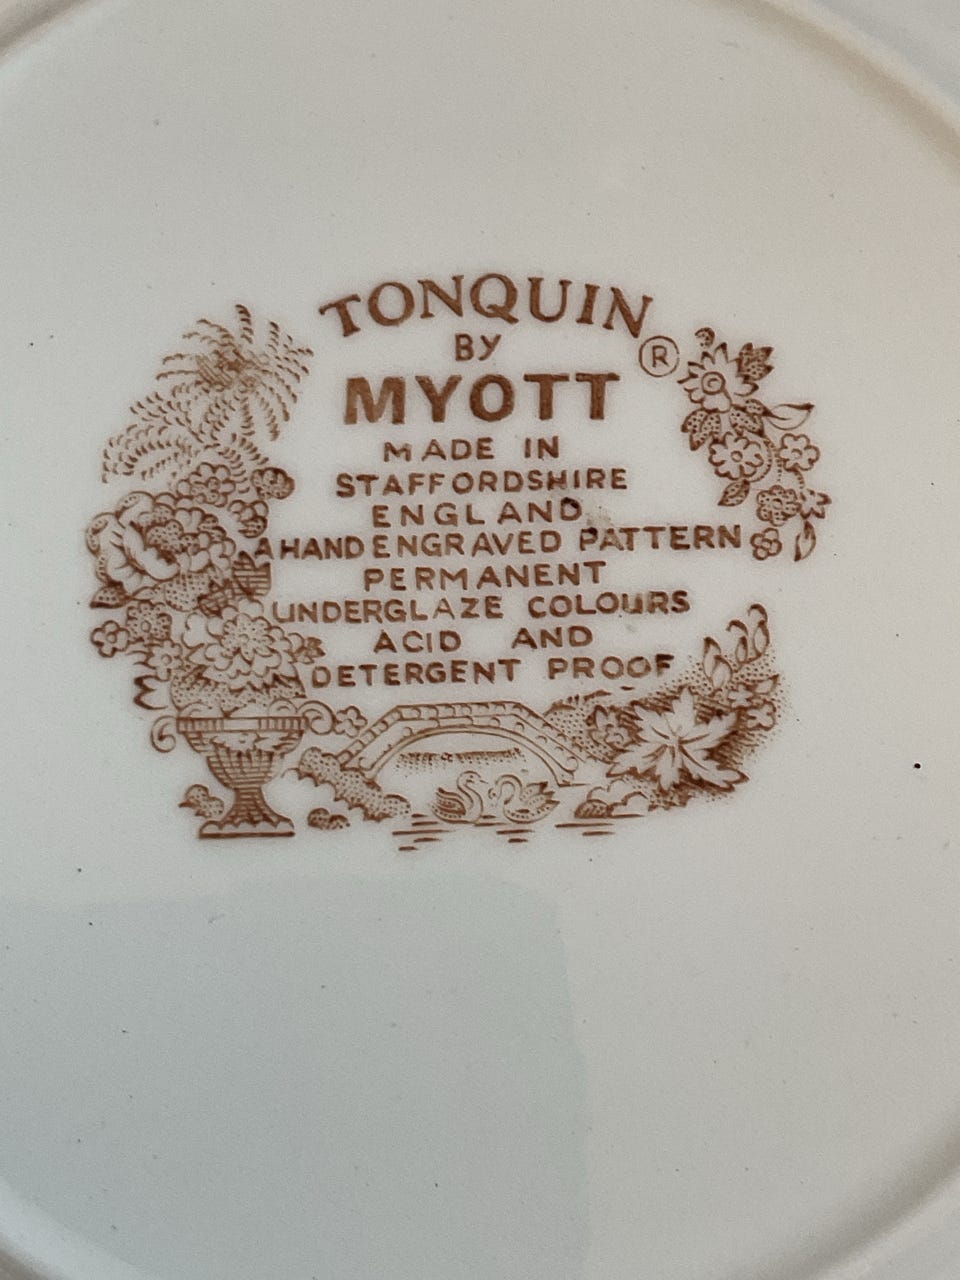 TONQUIN
BY ®
MYOTT
MADE IN
STAFFORDSHIRE
ENGLAND
A HAND ENGRAVED PATTERN
PERMANENT
UNDERGLAZE COLOURS
ACID AND
DETERGENT PROOF